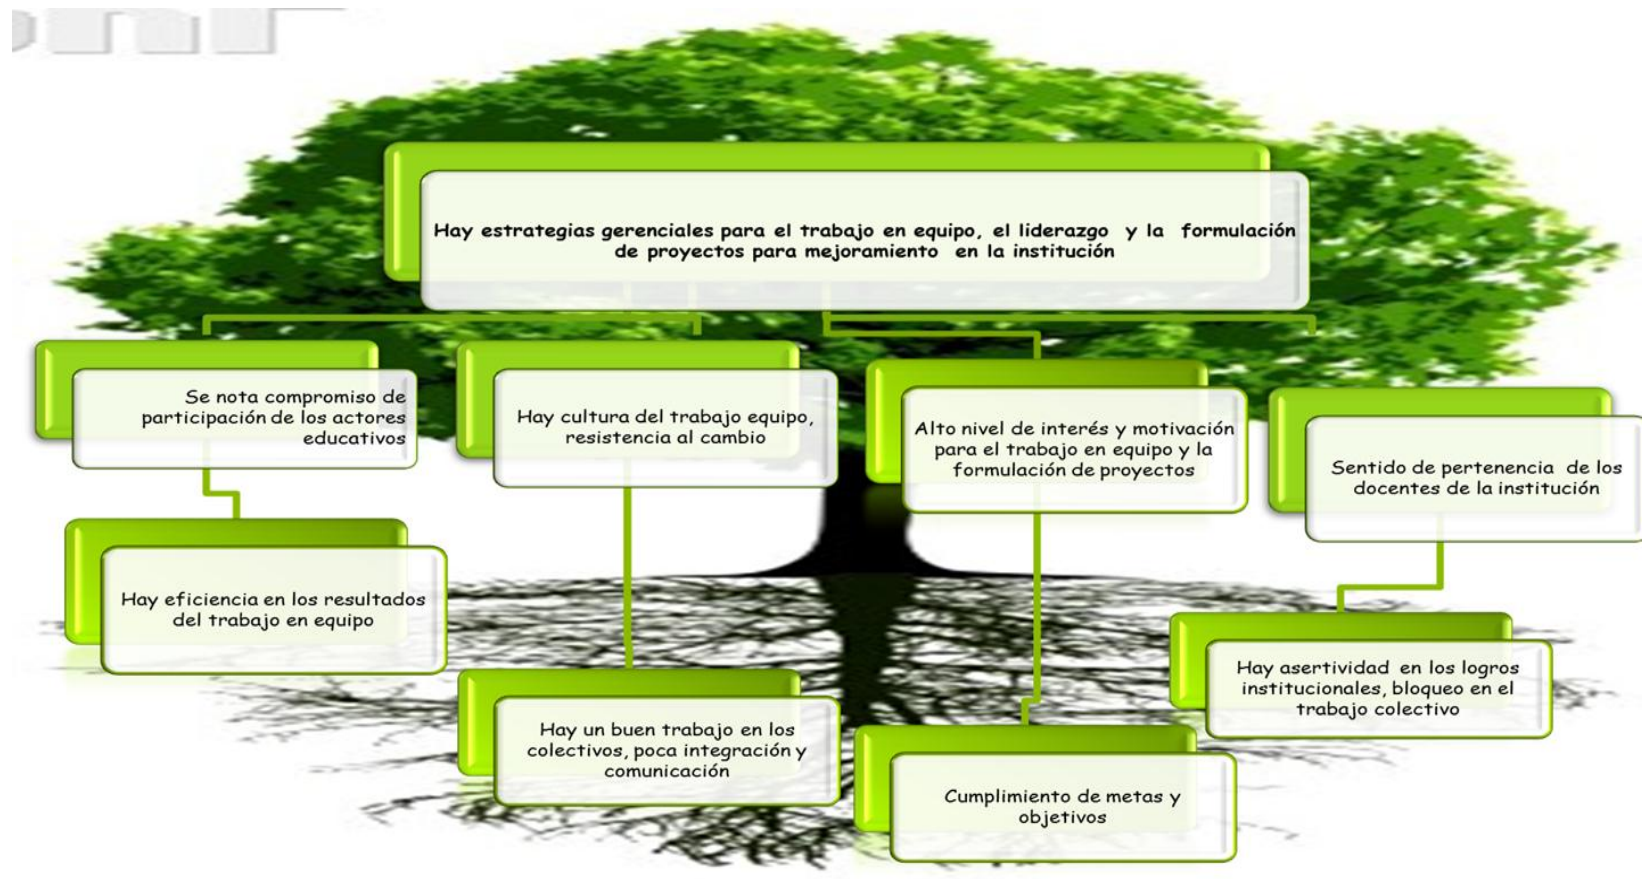 Hay estrategias gerenciales para el trabajo en equipo, el liderazgo y la formulación
de proyectos para mejoramiento en la institución
Se nota compromiso de
participación de los actores
educativos
Hay cultura del trabajo equipo,
resistencia al cambio
Alto nivel de interés y motivación
para el trabajo en equipo y la
formulación de proyectos
Sentido de pertenencia de los
docentes de la institución
Hay eficiencia en los resultados
del trabajo en equipo
Hay un buen trabajo en los
colectivos, poca integración y
comunicación
Cumplimiento de metas y
objetivos
Hay asertividad en los logros
institucionales, bloqueo en el
trabajo colectivo